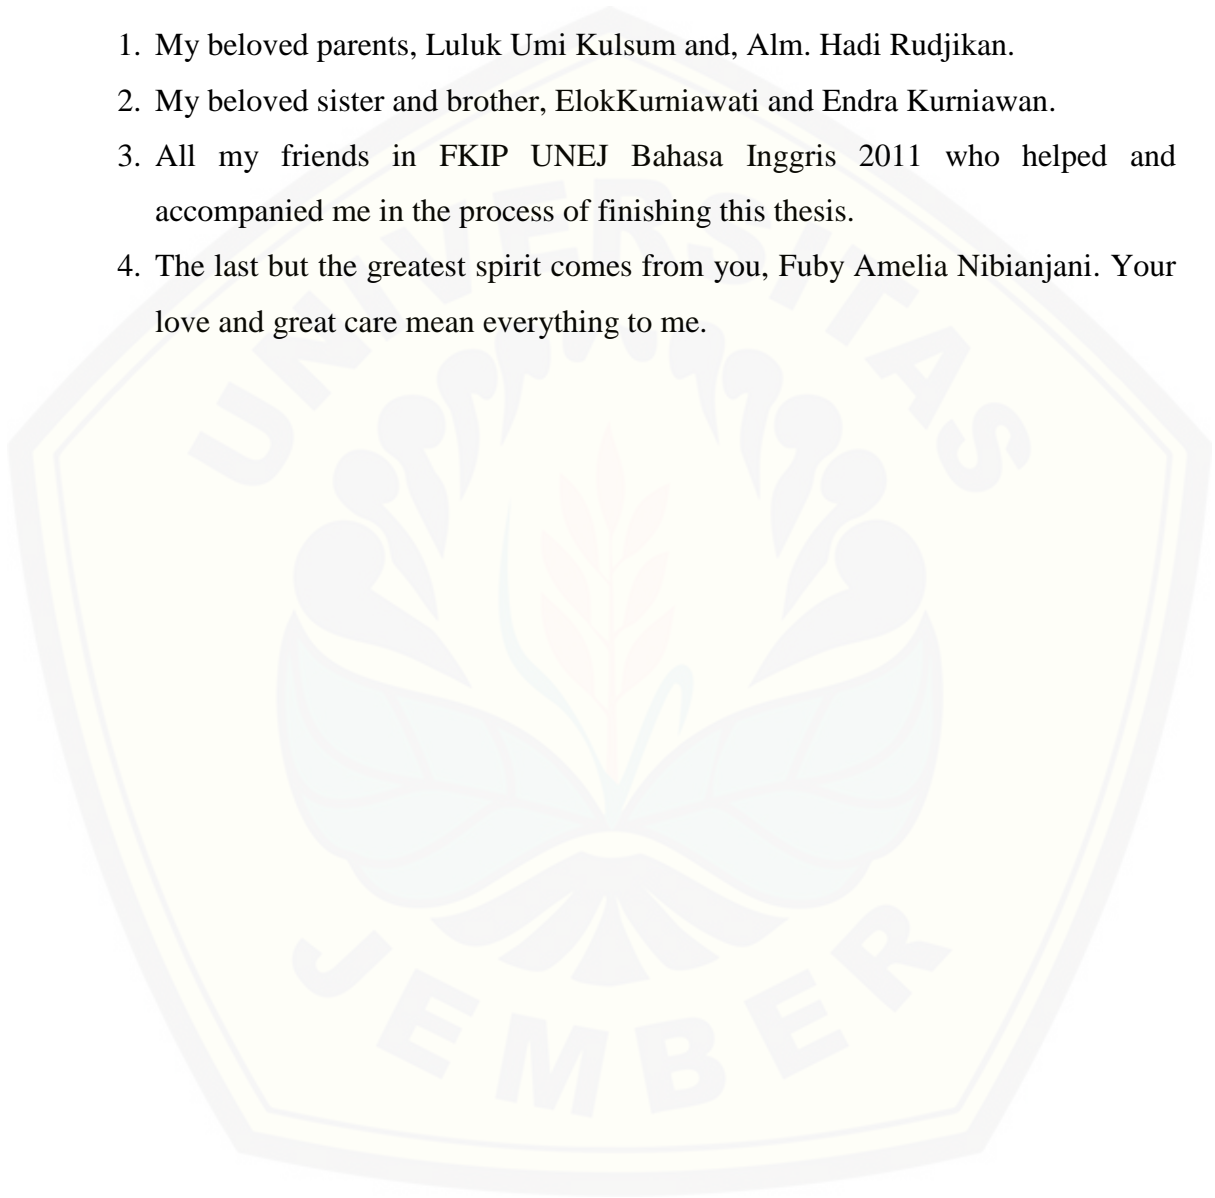 1. My beloved parents, Luluk Umi Kulsum and, Alm. Hadi Rudjikan.
2. My beloved sister and brother, ElokKurniawati and Endra Kurniawan.
3. All my friends in FKIP UNEJ Bahasa Inggris 2011 who helped and
accompanied me in the process of finishing this thesis.
4. The last but the greatest spirit comes from you, Fuby Amelia Nibianjani. Your
love and great care mean everything to me.
UNIVERSITAS
JEMBER